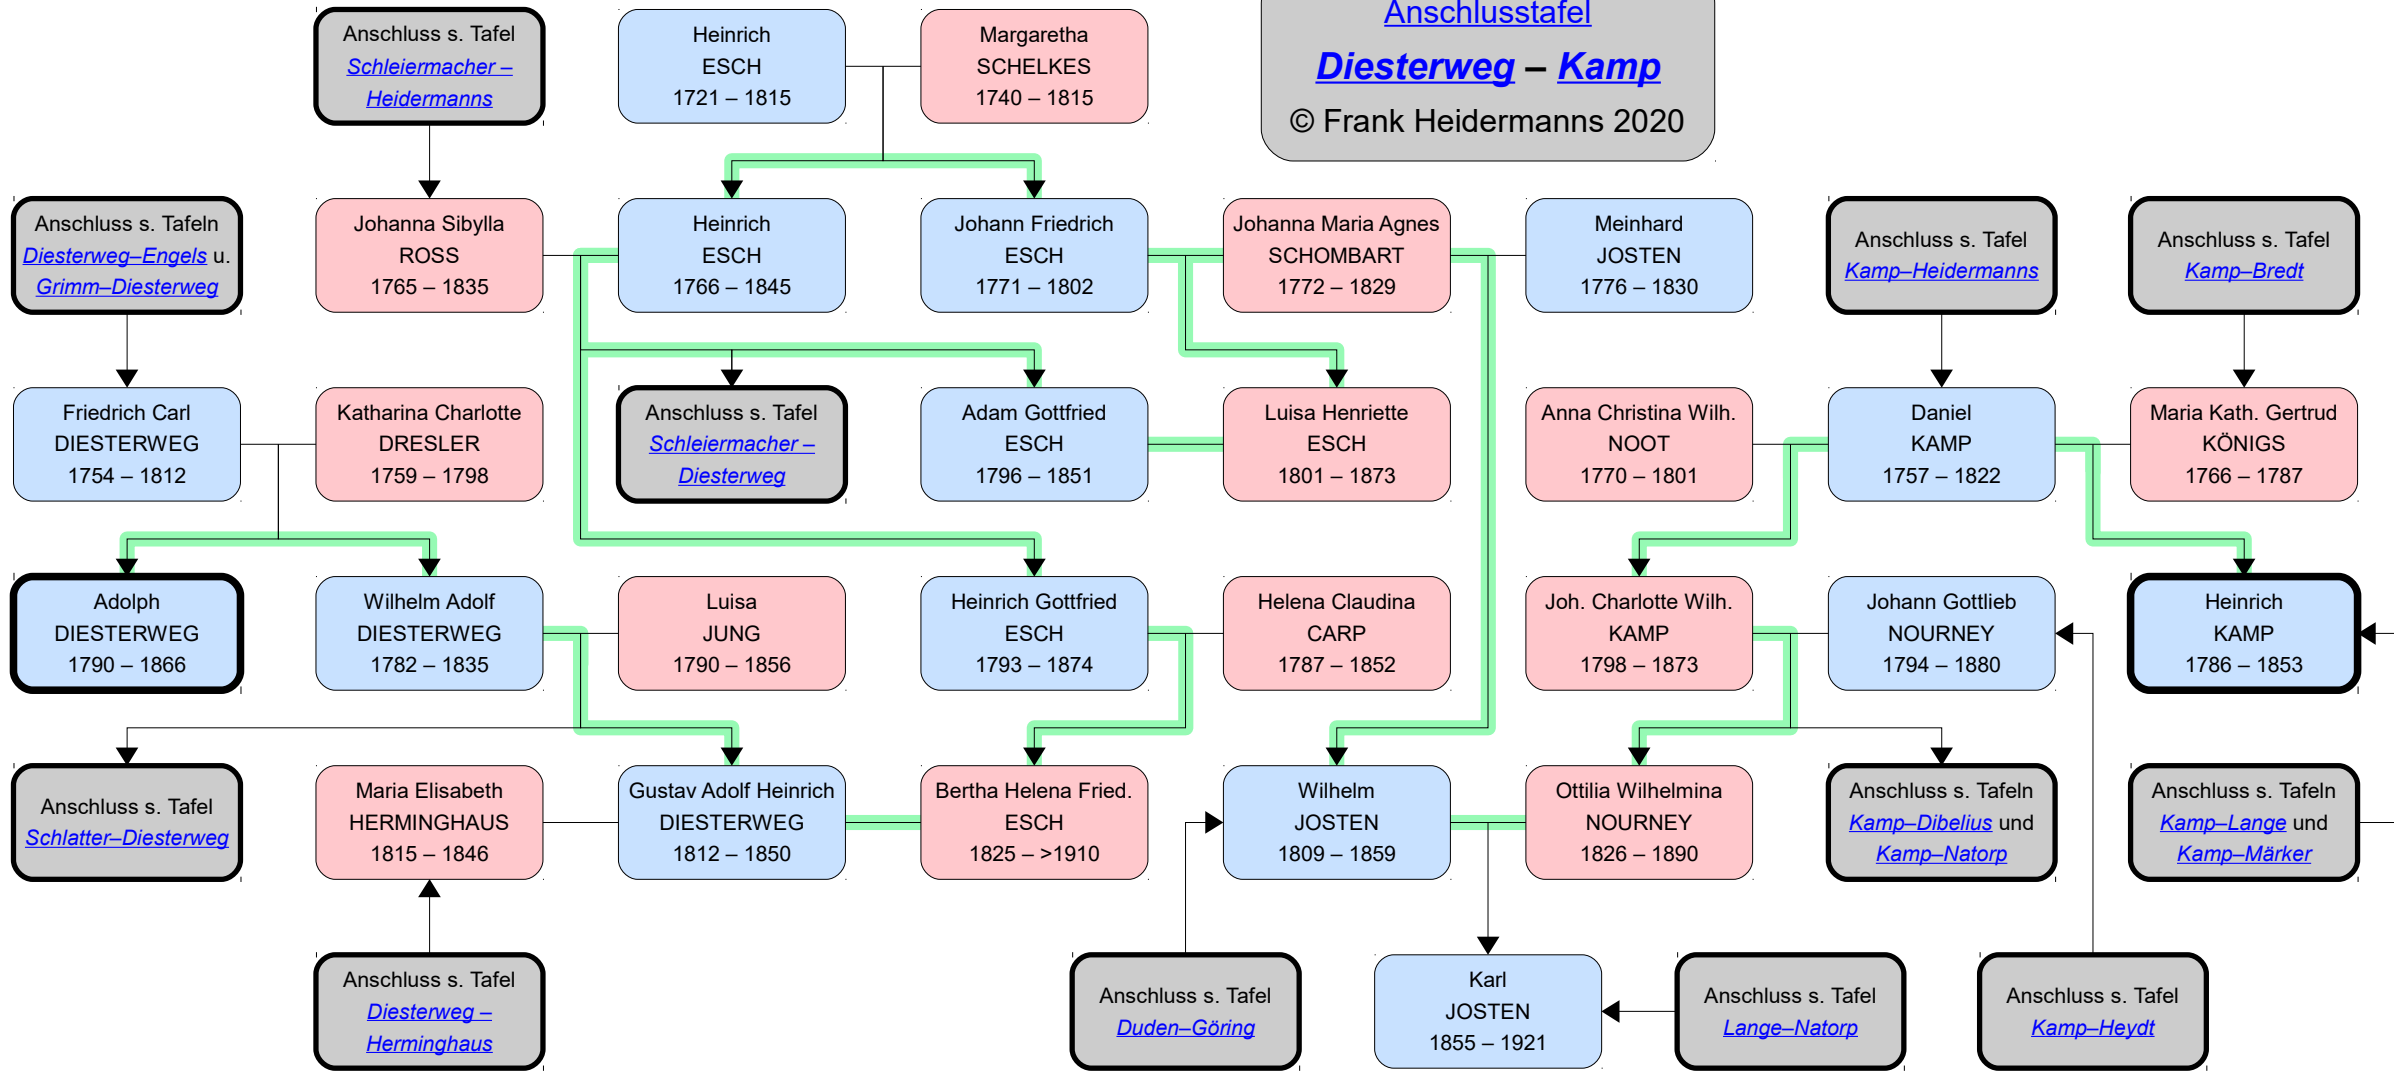 Anschluss s. Tafel
Schleiermacher –
Heidermanns
Heinrich
ESCH
1721 – 1815
Margaretha
SCHELKES
1740 – 1815
Anschlusstafel
Diesterweg – Kamp
© Frank Heidermanns 2020
Anschluss s. Tafeln
Diesterweg–Engels u.
Grimm–Diesterweg
Johanna Sibylla
ROSS
1765 – 1835
Heinrich
ESCH
1766 – 1845
Johann Friedrich
ESCH
1771 – 1802
Johanna Maria Agnes
SCHOMBART
1772 – 1829
Meinhard
JOSTEN
1776 – 1830
Anschluss s. Tafel
Kamp–Heidermanns
Anschluss s. Tafel
Kamp–Bredt
Friedrich Carl
DIESTERWEG
1754 – 1812
Katharina Charlotte
DRESLER
1759 – 1798
Anschluss s. Tafel
Schleiermacher –
Diesterweg
Adam Gottfried
ESCH
1796 – 1851
Luisa Henriette
ESCH
1801 – 1873
Anna Christina Wilh.
NOOT
1770 – 1801
Daniel
KAMP
1757 – 1822
Maria Kath. Gertrud
KÖNIGS
1766 – 1787
Adolph
DIESTERWEG
1790 – 1866
Wilhelm Adolf
DIESTERWEG
1782 – 1835
Luisa
JUNG
1790 – 1856
Heinrich Gottfried
ESCH
1793 – 1874
Helena Claudina
CARP
1787 – 1852
Joh. Charlotte Wilh.
KAMP
1798 – 1873
Johann Gottlieb
NOURNEY
1794 – 1880
Heinrich
KAMP
1786 – 1853
Anschluss s. Tafel
Schlatter–Diesterweg
Maria Elisabeth
HERMINGHAUS
1815 – 1846
Gustav Adolf Heinrich
DIESTERWEG
1812 – 1850
Bertha Helena Fried.
ESCH
1825 – >1910
Wilhelm
JOSTEN
1809 – 1859
Ottilia Wilhelmina
NOURNEY
1826 – 1890
Anschluss s. Tafeln
Kamp–Dibelius und
Kamp–Natorp
Anschluss s. Tafeln
Kamp–Lange und
Kamp–Märker
Anschluss s. Tafel
Diesterweg –
Herminghaus
Anschluss s. Tafel
Duden–Göring
Karl
JOSTEN
1855 – 1921
Anschluss s. Tafel
Lange–Natorp
Anschluss s. Tafel
Kamp–Heydt